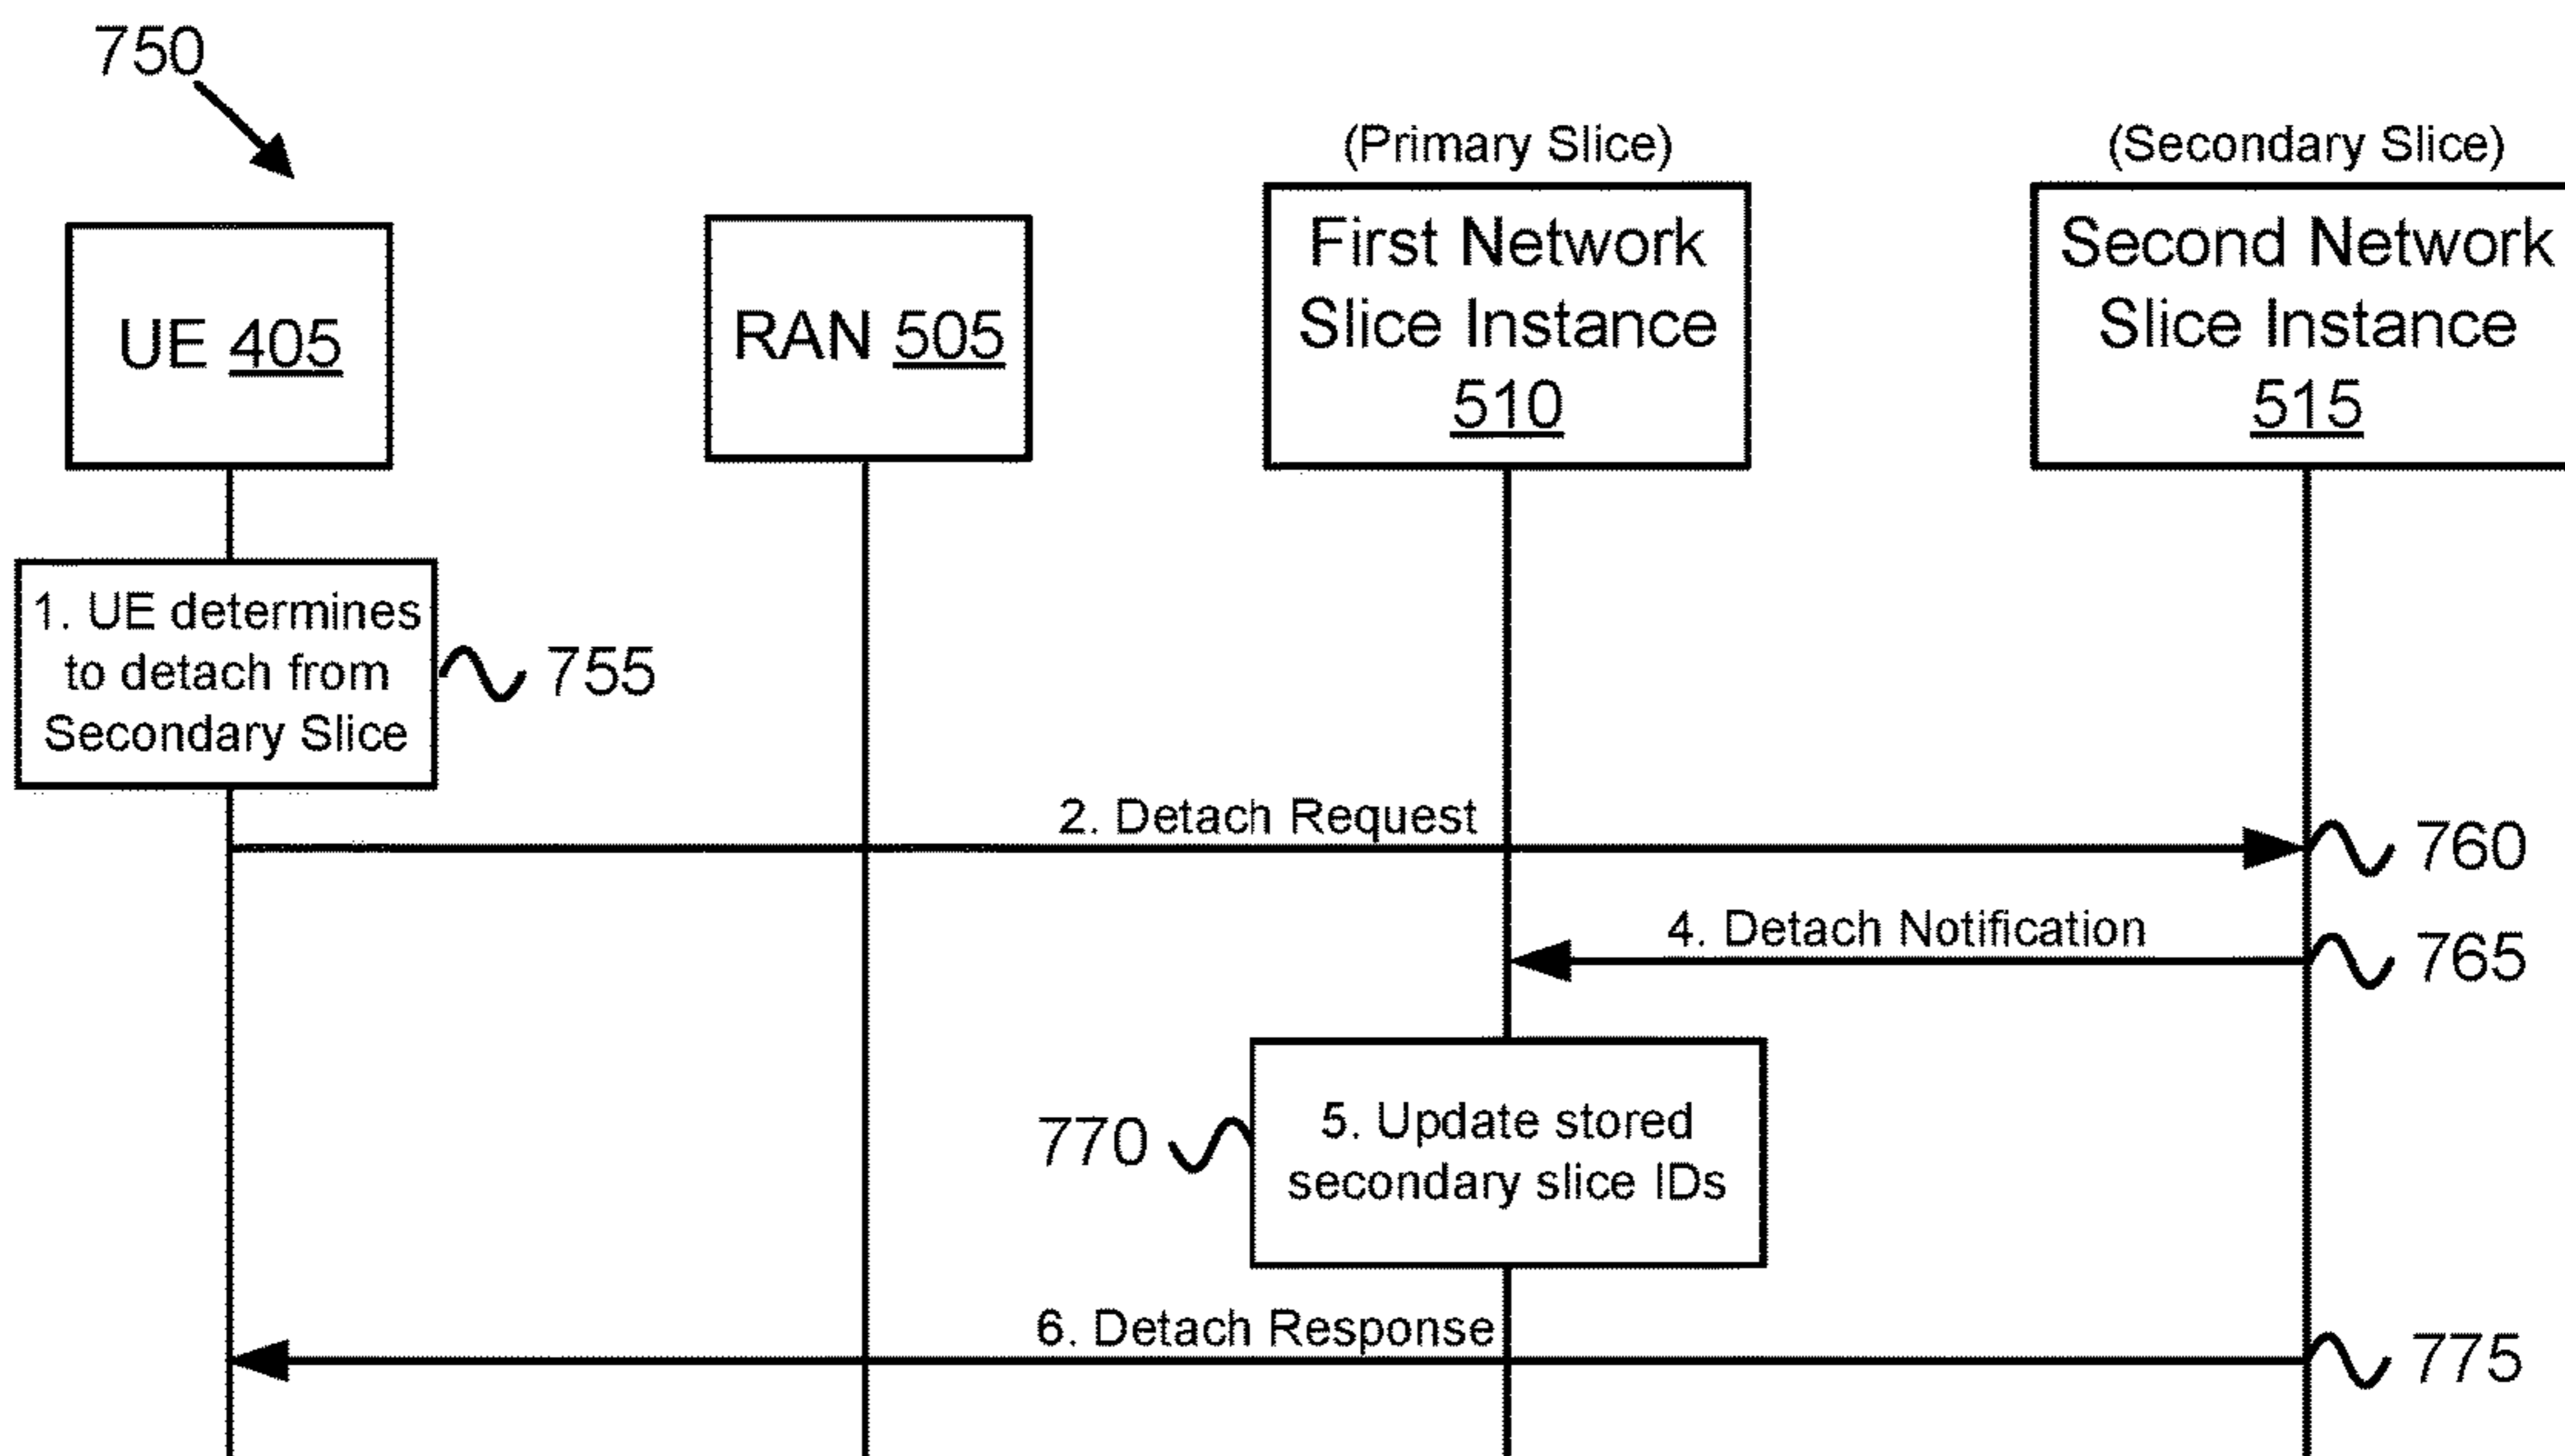 750
(Primary Slice)
(Secondary Slice)
UE 405
RAN 505
First Network
Slice Instance
510
Second Network
Slice Instance
515
1. UE determines
to detach from
Secondary Slice
755
2. Detach Request
760
4. Detach Notification
765
770
5. Update stored
secondary slice IDs
6. Detach Response
775